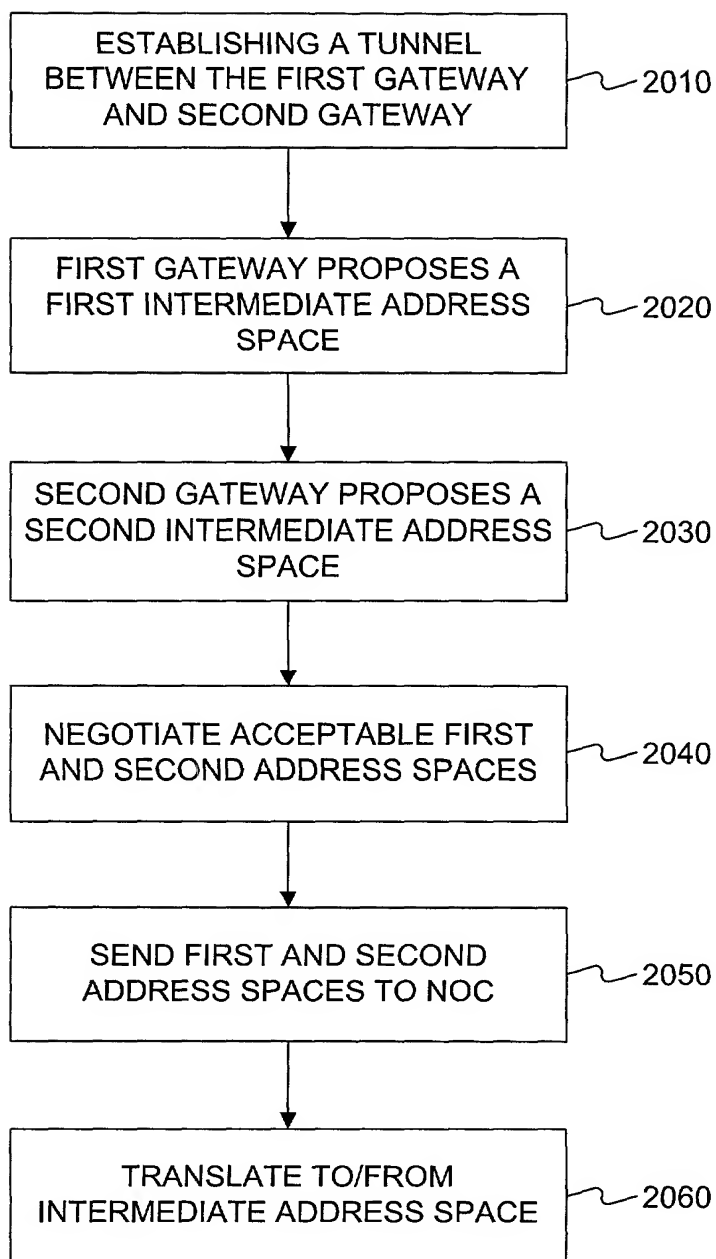 ESTABLISHING A TUNNEL
BETWEEN THE FIRST GATEWAY
AND SECOND GATEWAY
2010
FIRST GATEWAY PROPOSES A
FIRST INTERMEDIATE ADDRESS
SPACE
2020
SECOND GATEWAY PROPOSES A
SECOND INTERMEDIATE ADDRESS
SPACE
2030
NEGOTIATE ACCEPTABLE FIRST
AND SECOND ADDRESS SPACES
2040
SEND FIRST AND SECOND
ADDRESS SPACES TO NOC
2050
TRANSLATE TO/FROM
INTERMEDIATE ADDRESS SPACE
2060